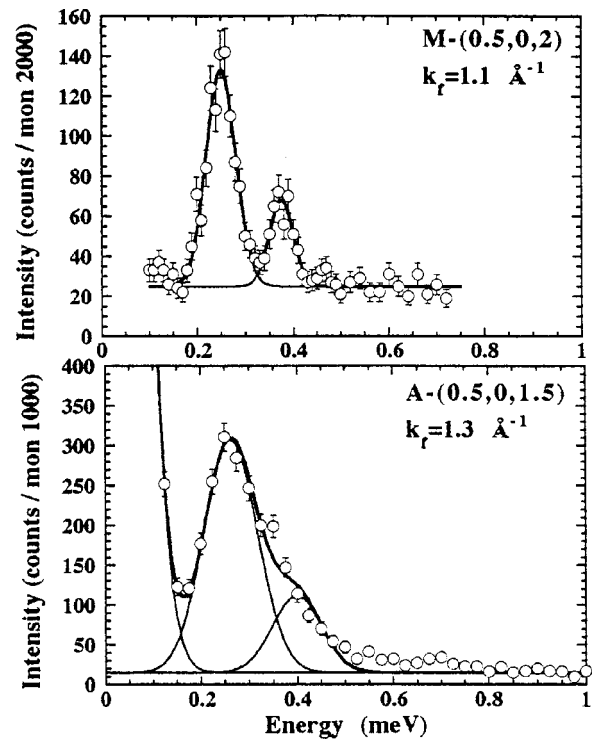 160
140
120
100
80
60
40
20
0
Intensity (counts / mon 2000)
M-(0.5,0,2)
k_f=1.1 Å⁻¹
0 0.2 0.4 0.6 0.8 1
400
350
300
250
200
150
100
50
0
Intensity (counts / mon 1000)
A-(0.5,0,1.5)
k_f=1.3 Å⁻¹
0 0.2 0.4 0.6 0.8 1
Energy (meV)